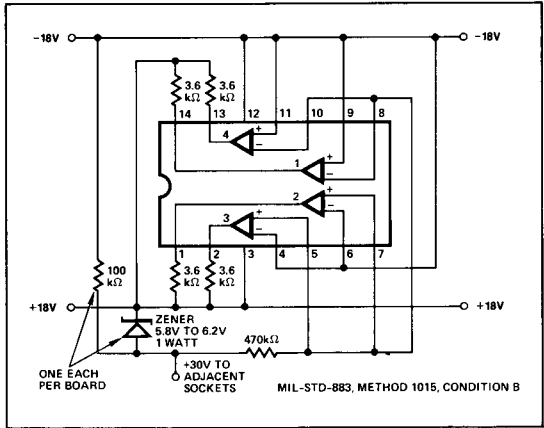 -18V
-18V
3.6
kΩ
3.6
kΩ
14
13
12
11
10
9
8
4
+
-
+
-
1
2
+
-
3
+
-
1
2
3
4
5
6
7
100
kΩ
3.6
kΩ
3.6
kΩ
+18V
+18V
ZENER
5.8V TO 6.2V
1 WATT
470kΩ
ONE EACH
PER BOARD
+30V TO
ADJACENT
SOCKETS
MIL-STD-883, METHOD 1015, CONDITION B